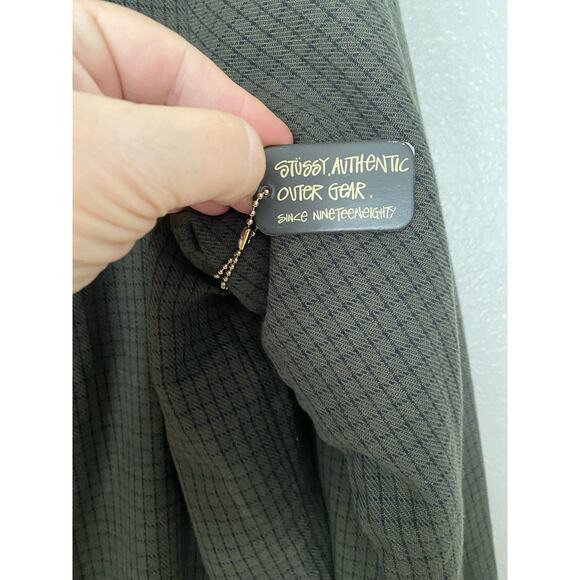 STÜSSY. AUTHENTIC
OUTER GEAR.
SINCE NINETEENEIGHTY